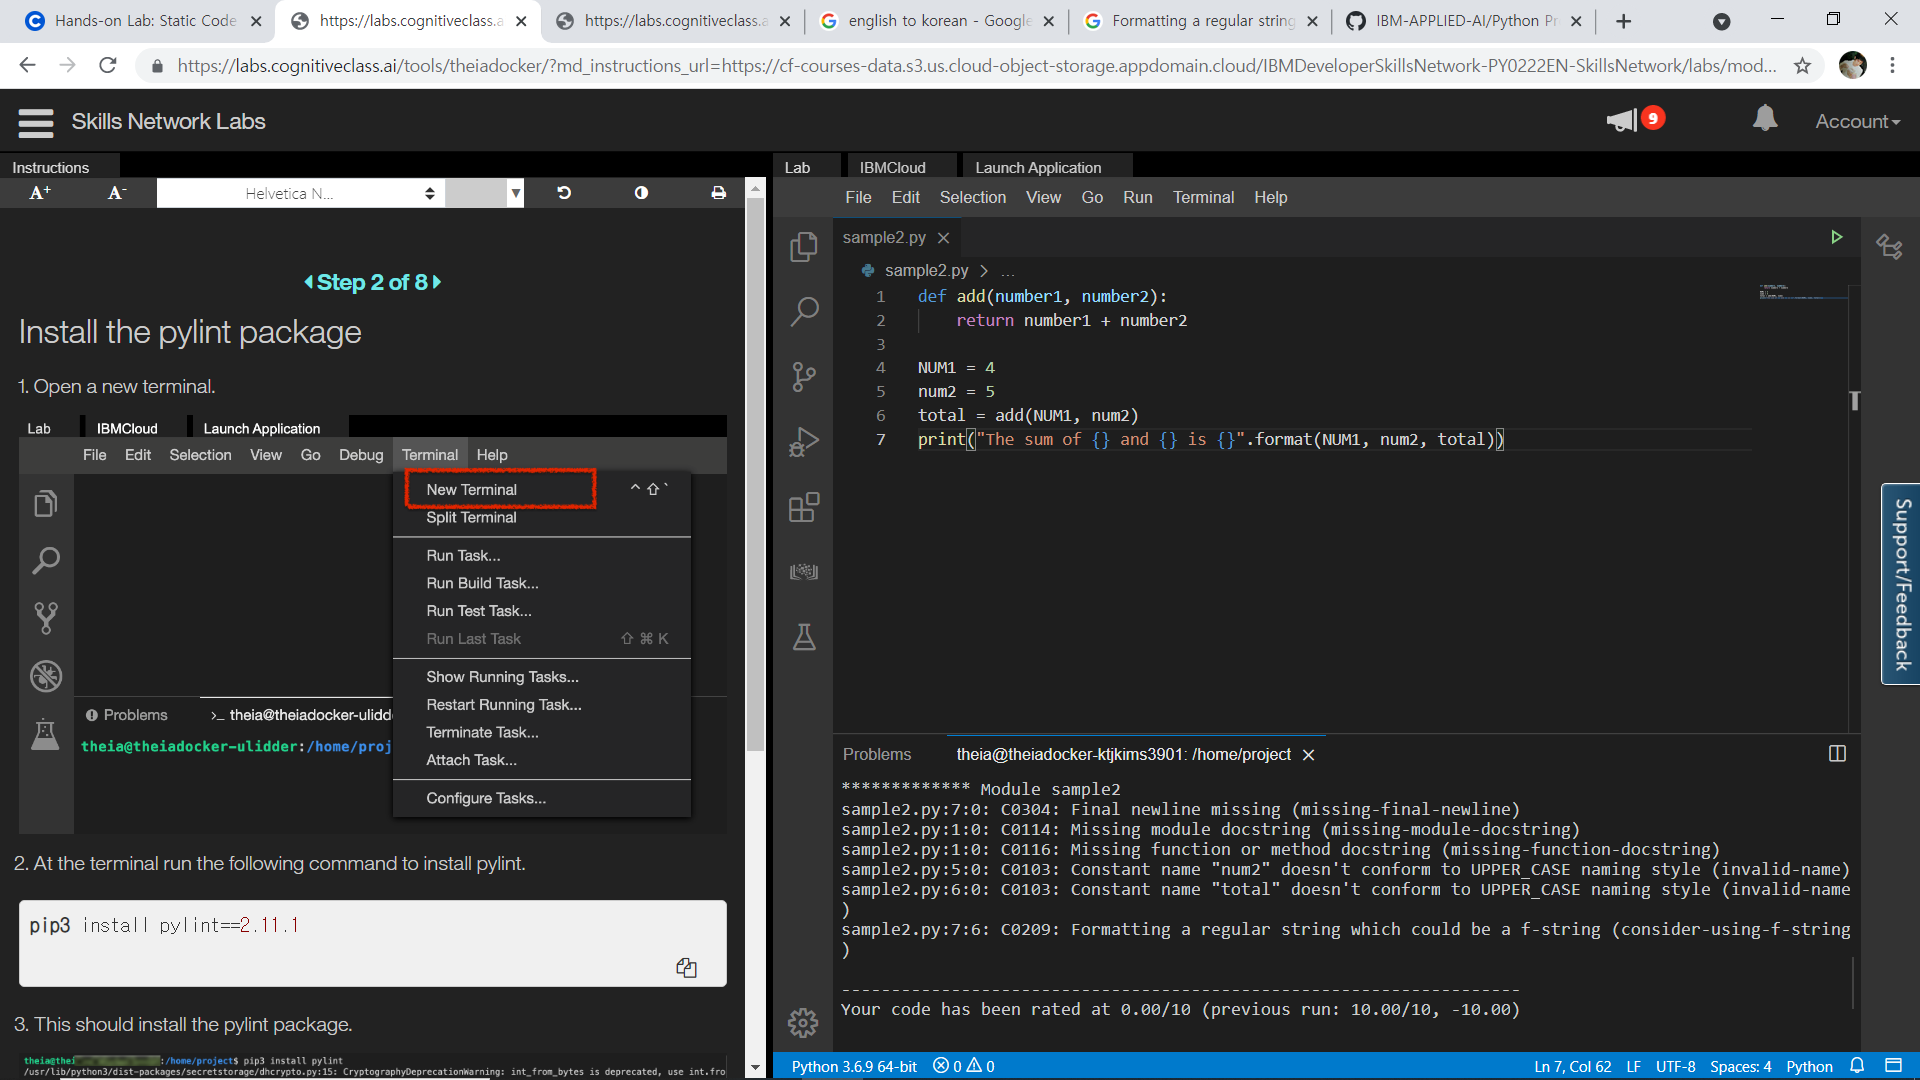 Hands-on Lab: Static Code
https://labs.cognitiveclass.a
https://labs.cognitiveclass.a
english to korean - Google
Formatting a regular string
IBM-APPLIED-AI/Python Pr
https://labs.cognitiveclass.ai/tools/theiadocker/?md_instructions_url=https://cf-courses-data.s3.us.cloud-object-storage.appdomain.cloud/IBMDeveloperSkillsNetwork-PY0222EN-SkillsNetwork/labs/mod...
Skills Network Labs
9
Account
Instructions
A+
A-
Helvetica N...
Step 2 of 8
Install the pylint package
1. Open a new terminal.
Lab
IBMCloud
Launch Application
File Edit Selection View Go Debug Terminal Help
New Terminal ^ ⇧ `
Split Terminal
Run Task...
Run Build Task...
Run Test Task...
Run Last Task ⇧ ⌘ K
Show Running Tasks...
Restart Running Task...
Terminate Task...
Attach Task...
Configure Tasks...
Problems
>_ theia@theiadocker-ulidde
theia@theiadocker-ulidder:/home/proj
2. At the terminal run the following command to install pylint.
pip3 install pylint==2.11.1
3. This should install the pylint package.
theia@thei :/home/project$ pip3 install pylint
/usr/lib/python3/dist-packages/secretstorage/dhcrypto.py:15: CryptographyDeprecationWarning: int_from_bytes is deprecated, use int.fro
Lab
IBMCloud
Launch Application
File Edit Selection View Go Run Terminal Help
sample2.py
sample2.py > ...
1 def add(number1, number2):
2 return number1 + number2
3
4 NUM1 = 4
5 num2 = 5
6 total = add(NUM1, num2)
7 print("The sum of {} and {} is {}".format(NUM1, num2, total))
Support/Feedback
Problems
theia@theiadocker-ktjkims3901: /home/project
************* Module sample2
sample2.py:7:0: C0304: Final newline missing (missing-final-newline)
sample2.py:1:0: C0114: Missing module docstring (missing-module-docstring)
sample2.py:1:0: C0116: Missing function or method docstring (missing-function-docstring)
sample2.py:5:0: C0103: Constant name "num2" doesn't conform to UPPER_CASE naming style (invalid-name)
sample2.py:6:0: C0103: Constant name "total" doesn't conform to UPPER_CASE naming style (invalid-name
)
sample2.py:7:6: C0209: Formatting a regular string which could be a f-string (consider-using-f-string
)
--------------------------------------------------------------------
Your code has been rated at 0.00/10 (previous run: 10.00/10, -10.00)
Python 3.6.9 64-bit
0
0
Ln 7, Col 62
LF
UTF-8
Spaces: 4
Python